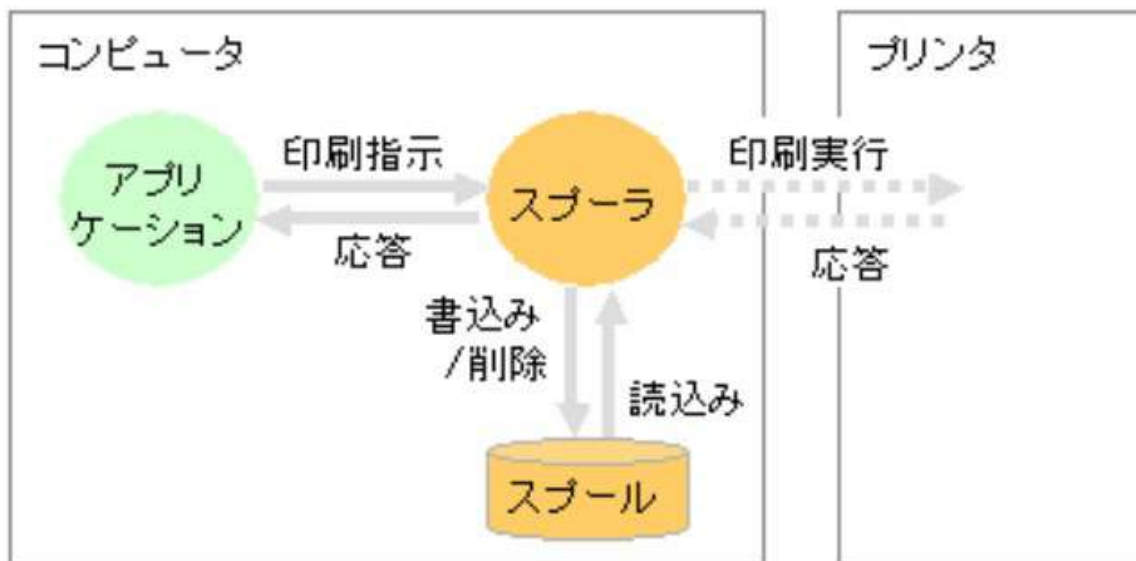 コンピュータ
プリンタ
アプリ
ケーション
印刷指示
応答
スプーラ
印刷実行
応答
書込み
/削除
読込み
スプール